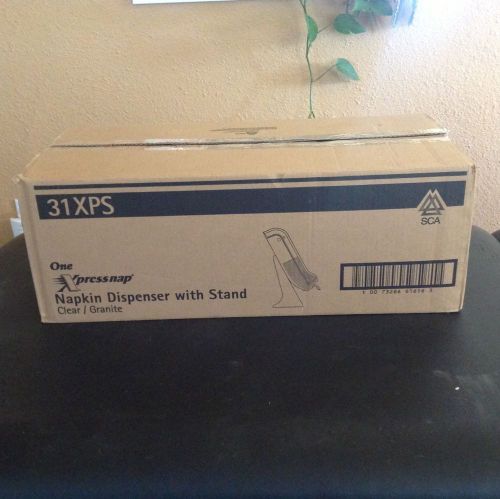 31XPS
SCA
One
Xpressnap®
Napkin Dispenser with Stand
Clear / Granite